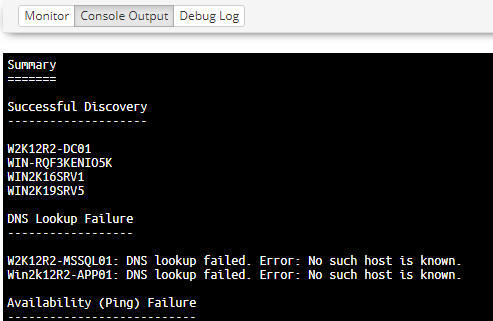 Monitor Console Output Debug Log
Summary
=======
Successful Discovery
--------------------
W2K12R2-DC01
WIN-RQF3KENIO5K
WIN2K16SRV1
WIN2K19SRV5
DNS Lookup Failure
------------------
W2K12R2-MSSQL01: DNS lookup failed. Error: No such host is known.
Win2k12R2-APP01: DNS lookup failed. Error: No such host is known.
Availability (Ping) Failure
---------------------------